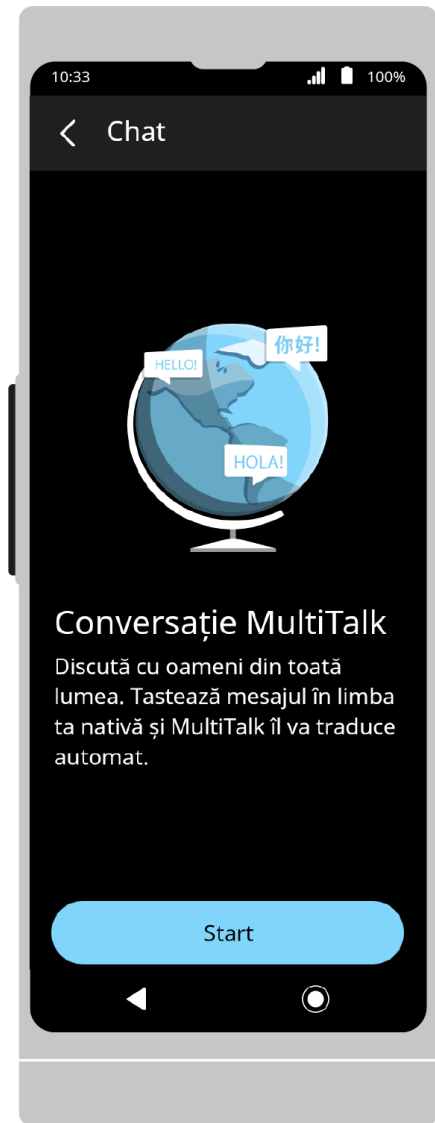 10:33
100%
Chat
HELLO!
你好!
HOLA!
Conversație MultiTalk
Discută cu oameni din toată
lumea. Tastează mesajul în limba
ta nativă și MultiTalk îl va traduce
automat.
Start